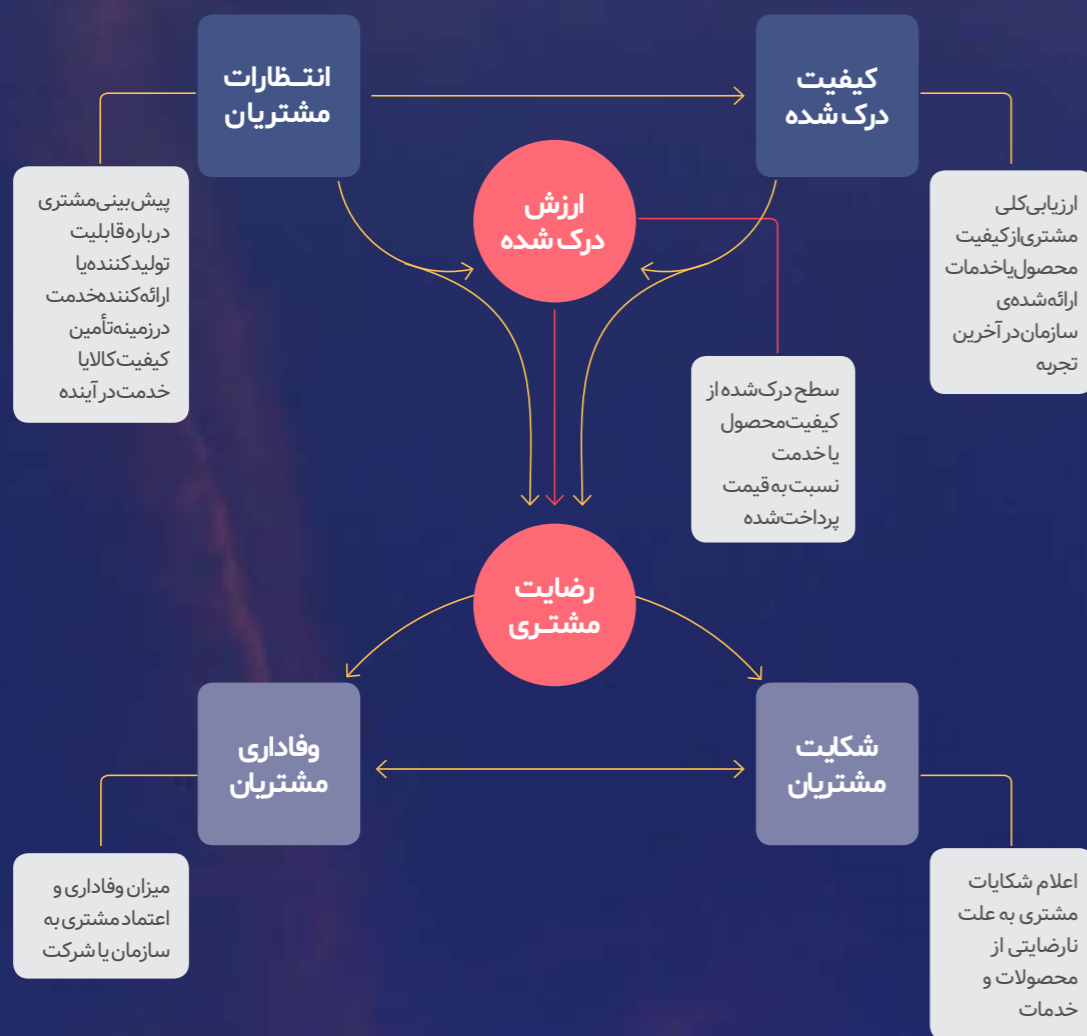 کیفیت
درک شده
انتــظارات
مشتریان
ارزش
درک شده
ارزیابی کلی
مشتری از کیفیت
محصول یا خدمات
ارائه شده‌ی
سازمان در آخرین
تجربه
پیش‌بینی مشتری
درباره قابلیت
تولیدکننده یا
ارائه‌کننده خدمت
در زمینه تأمین
کیفیت کالا یا
خدمت در آینده
سطح درک‌شده از
کیفیت محصول
یا خدمت
نسبت به قیمت
پرداخت‌شده
رضایت
مشتــری
شکایت
مشتریان
وفاداری
مشتریان
اعلام شکایات
مشتری به علت
نارضایتی از
محصولات و
خدمات
میزان وفاداری و
اعتماد مشتری به
سازمان یا شرکت